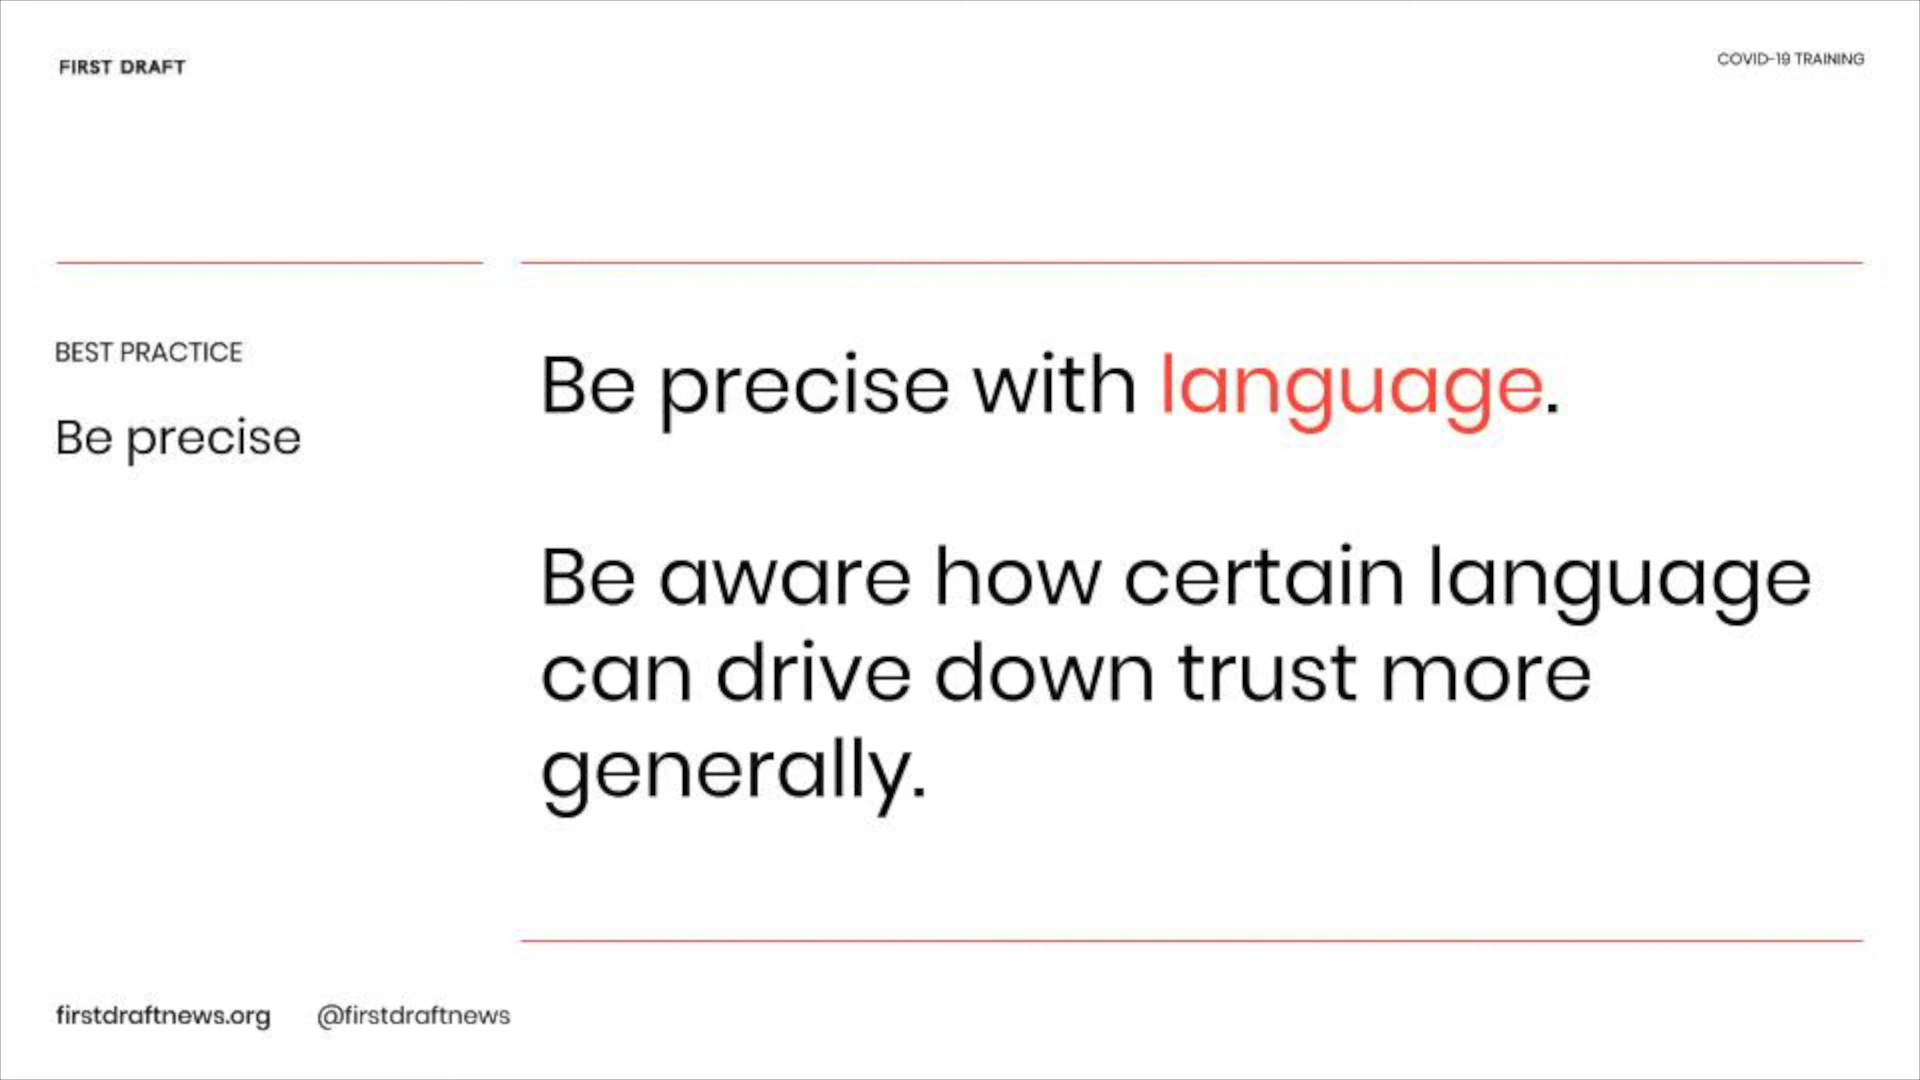 FIRST DRAFT
COVID-19 TRAINING
BEST PRACTICE
Be precise
Be precise with language.
Be aware how certain language
can drive down trust more
generally.
firstdraftnews.org
@firstdraftnews